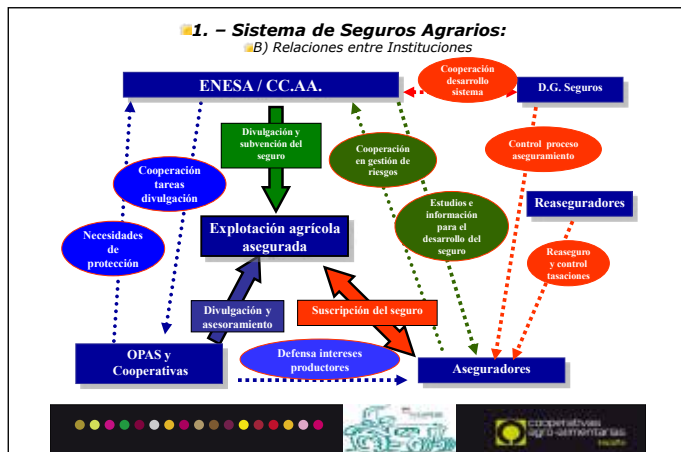 1. – Sistema de Seguros Agrarios:
B) Relaciones entre Instituciones
Cooperación
desarrollo
sistema
ENESA / CC.AA.
D.G. Seguros
Divulgación y
subvención del
seguro
Cooperación
en gestión de
riesgos
Control proceso
aseguramiento
Cooperación
tareas
divulgación
Estudios e
información
para el
desarrollo del
seguro
Reaseguradores
Necesidades
de
protección
Explotación agrícola
asegurada
Reaseguro
y control
tasaciones
Divulgación y
asesoramiento
Suscripción del seguro
OPAS y
Cooperativas
Defensa intereses
productores
Aseguradores
cooperativas
agro-alimentarias